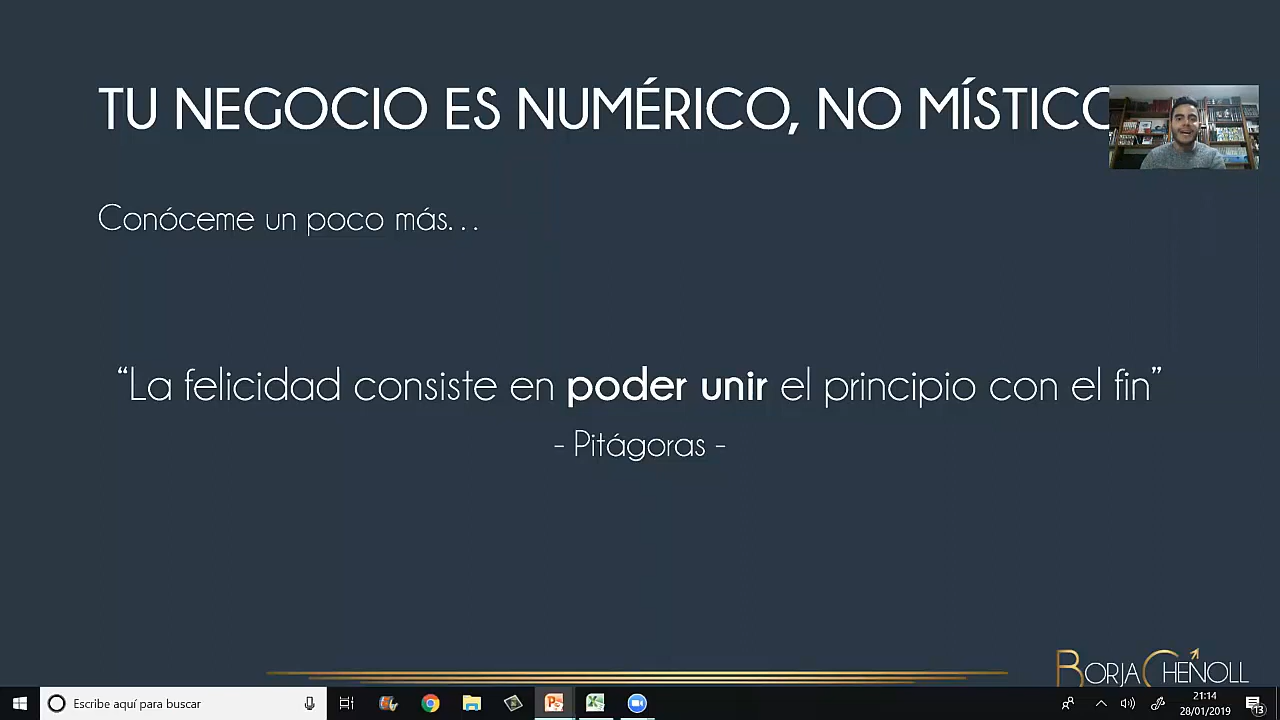 TU NEGOCIO ES NUMÉRICO, NO MÍSTICO
Conóceme un poco más...
“La felicidad consiste en poder unir el principio con el fin”
- Pitágoras -
BORJA CHENOLL
Escribe aquí para buscar
21:14
28/01/2019
13